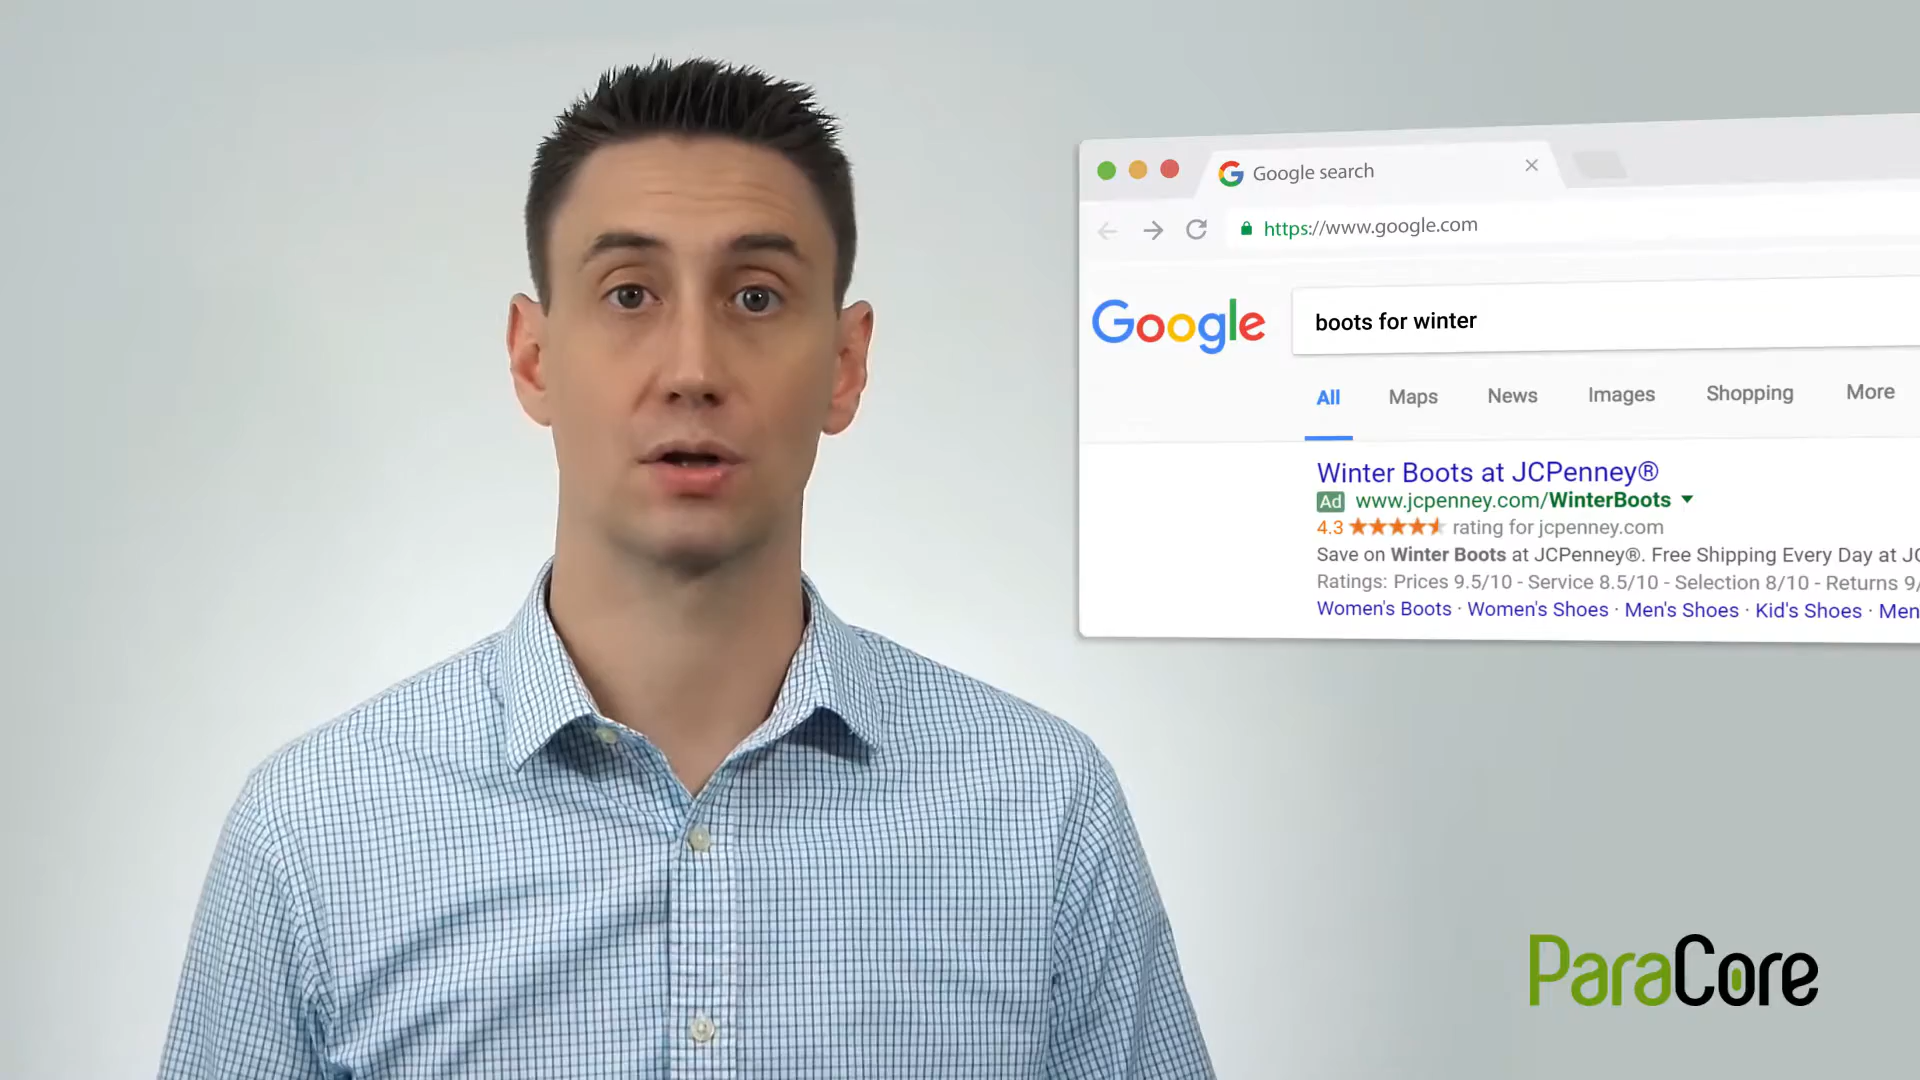 Google search
https://www.google.com
Google
boots for winter
All Maps News Images Shopping More
Winter Boots at JCPenney®
Ad www.jcpenney.com/WinterBoots
4.3 rating for jcpenney.com
Save on Winter Boots at JCPenney®. Free Shipping Every Day at JC
Ratings: Prices 9.5/10 - Service 8.5/10 - Selection 8/10 - Returns 9/
Women's Boots · Women's Shoes · Men's Shoes · Kid's Shoes · Men
ParaCore